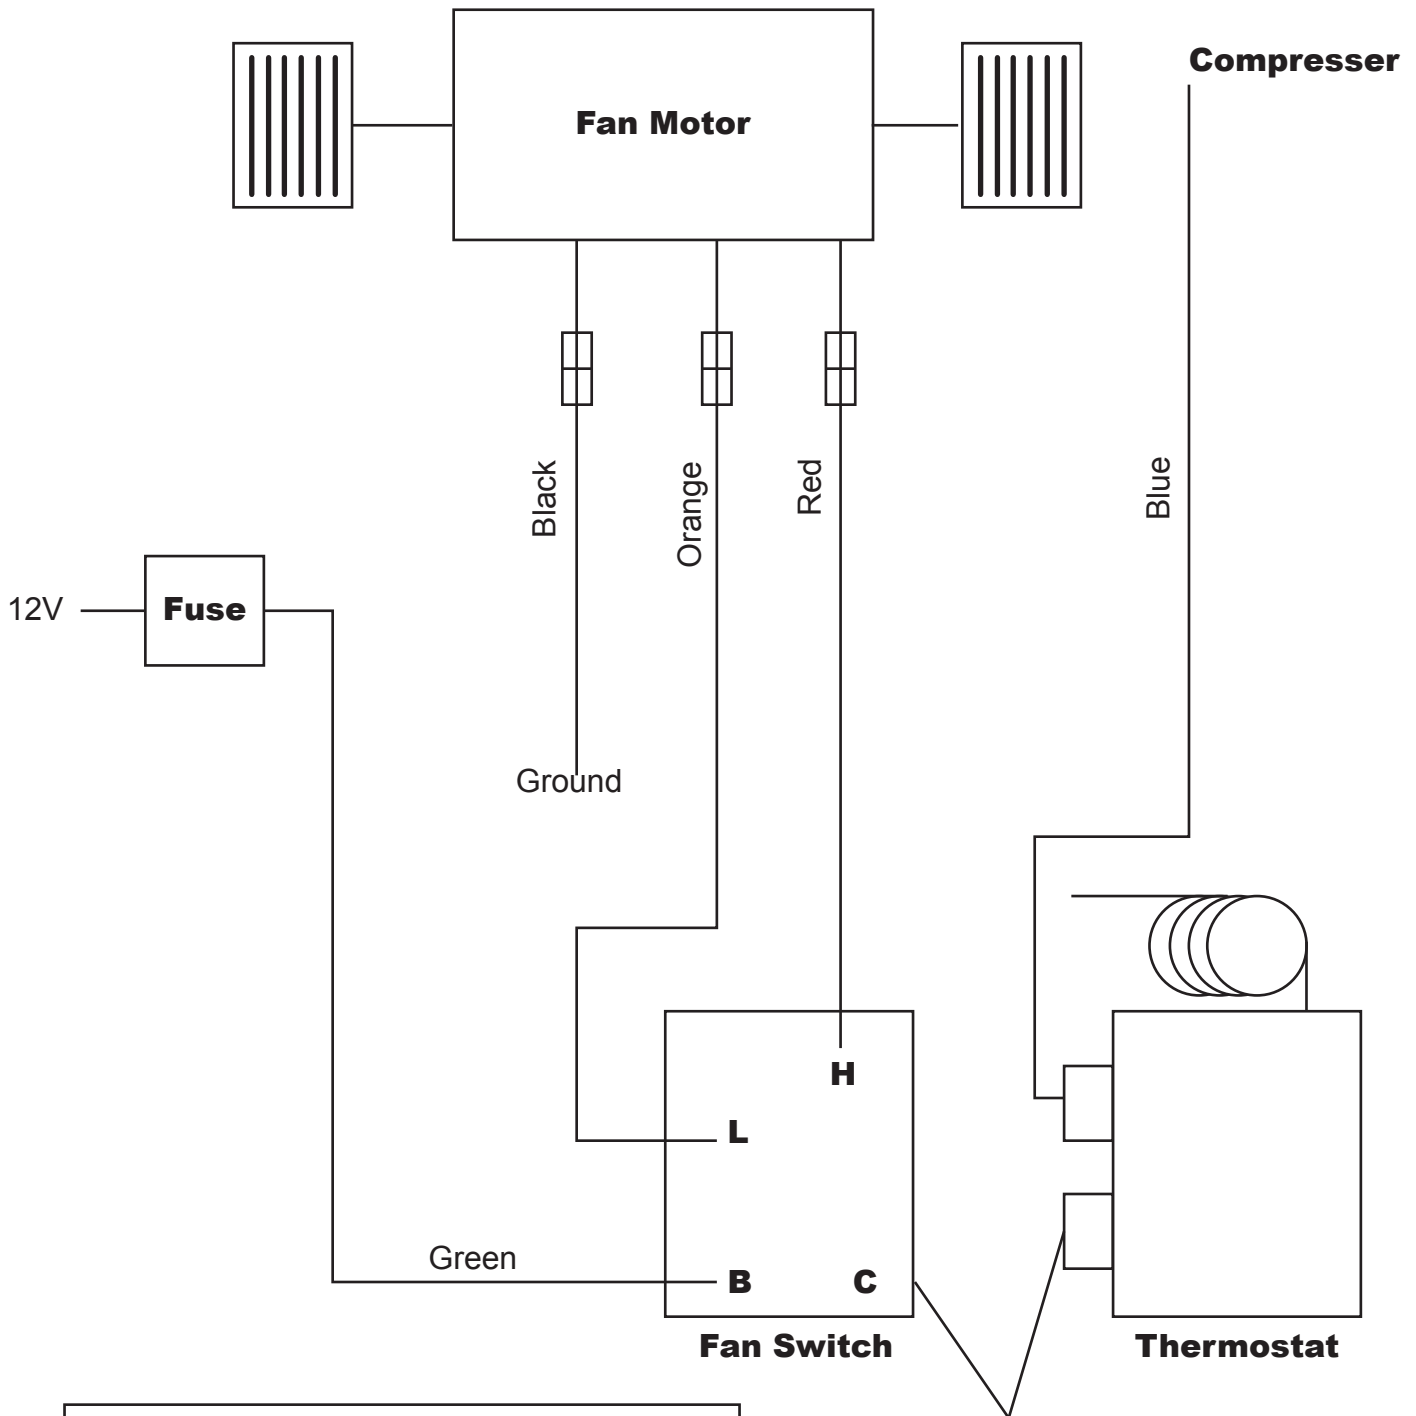 Compresser
Fan Motor
Black
Orange
Red
Blue
12V
Fuse
Ground
H
L
Green
B
C
Fan Switch
Thermostat